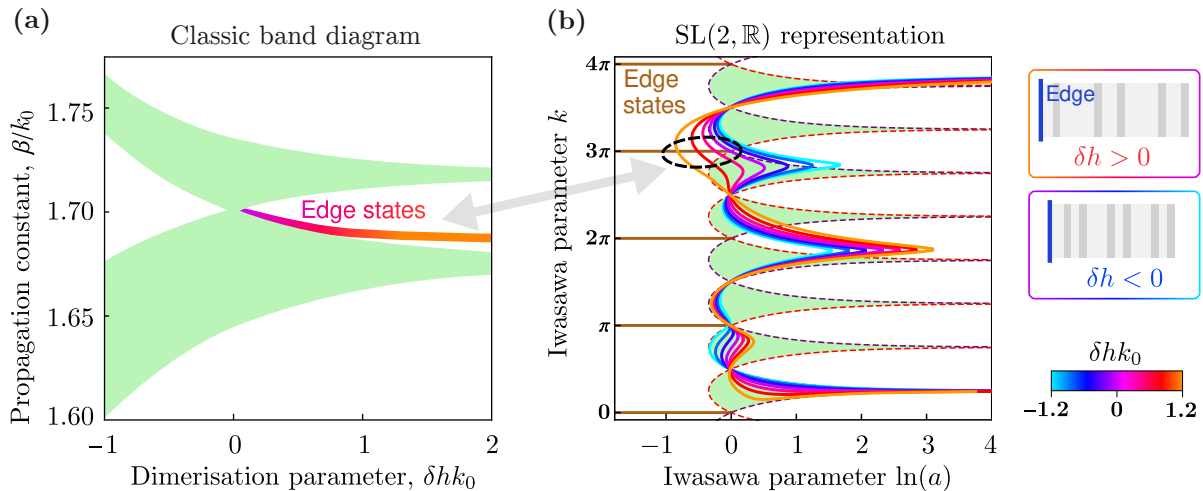 (a)
Classic band diagram
Propagation constant, β/k₀
1.75
1.70
1.65
1.60
Edge states
−1
0
1
2
Dimerisation parameter, δhk₀
(b)
SL(2, ℝ) representation
Iwasawa parameter k
4π
3π
2π
π
0
Edge
states
−1
0
1
2
3
4
Iwasawa parameter ln(a)
Edge
δh > 0
δh < 0
δhk₀
−1.2
0
1.2